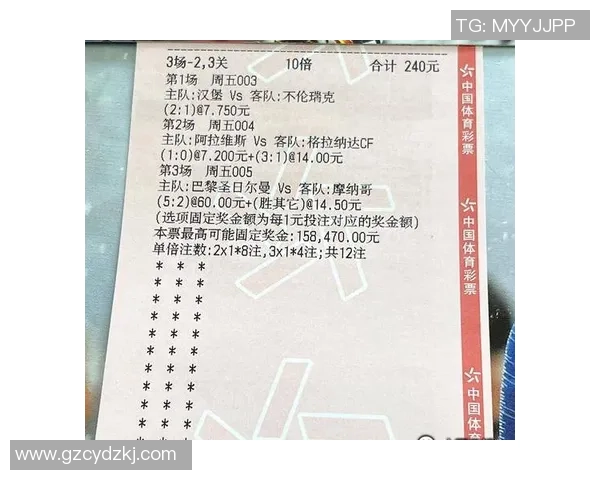 TG: MYYJJPP
3场-2,3关 10倍 合计 240元
第1场 周五003
主队:汉堡 Vs 客队:不伦瑞克
(2:1)@7.750元
第2场 周五004
主队:阿拉维斯 Vs 客队:格拉纳达CF
(1:0)@7.200元+(3:1)@14.00元
第3场 周五005
主队:巴黎圣日尔曼 Vs 客队:摩纳哥
(5:2)@60.00元+(胜其它)@14.50元
(选项固定奖金额为每1元投注对应的奖金额)
本票最高可能固定奖金:158,470.00元
单倍注数:2x1*8注,3x1*4注;共12注
* * *
* * *
* * *
* * *
* * *
* * *
* * *
中国体育彩票
中国体育彩票
中国体育彩票
www.gzcydzkj.com